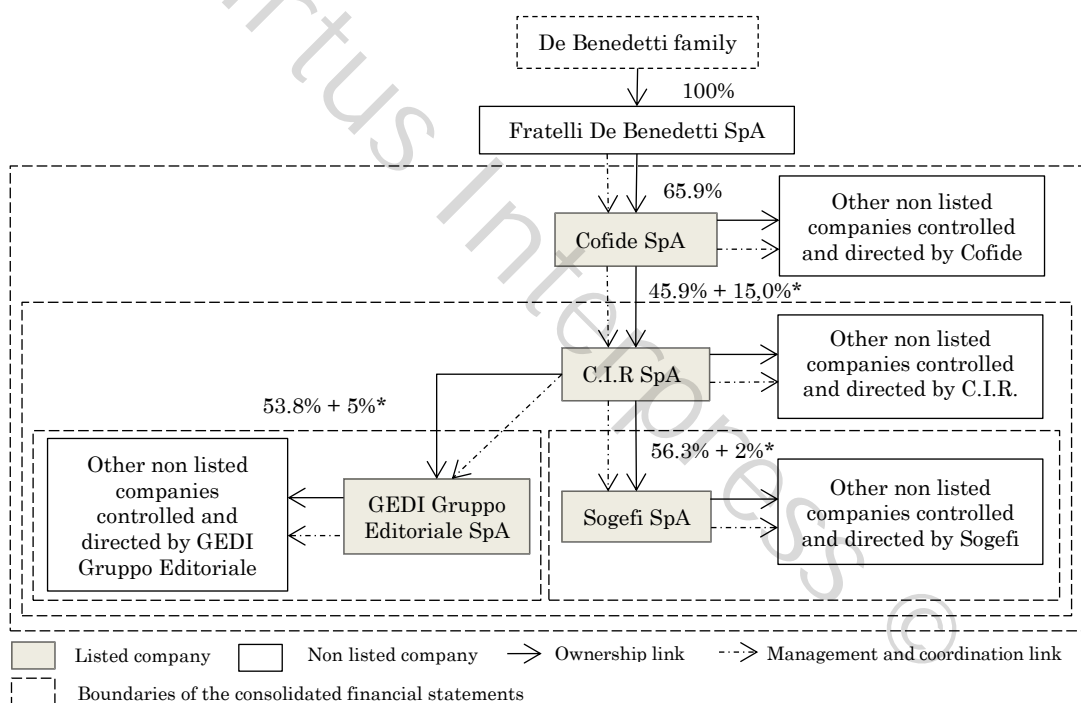 De Benedetti family
100%
Fratelli De Benedetti SpA
65.9%
Cofide SpA
Other non listed
companies controlled
and directed by Cofide
45.9% + 15,0%*
C.I.R SpA
Other non listed
companies controlled
and directed by C.I.R.
53.8% + 5%*
56.3% + 2%*
Other non listed
companies
controlled and
directed by GEDI
Gruppo Editoriale
GEDI Gruppo
Editoriale SpA
Sogefi SpA
Other non listed
companies controlled
and directed by Sogefi
Listed company
Non listed company
Ownership link
Management and coordination link
Boundaries of the consolidated financial statements
irtus Interpress ©